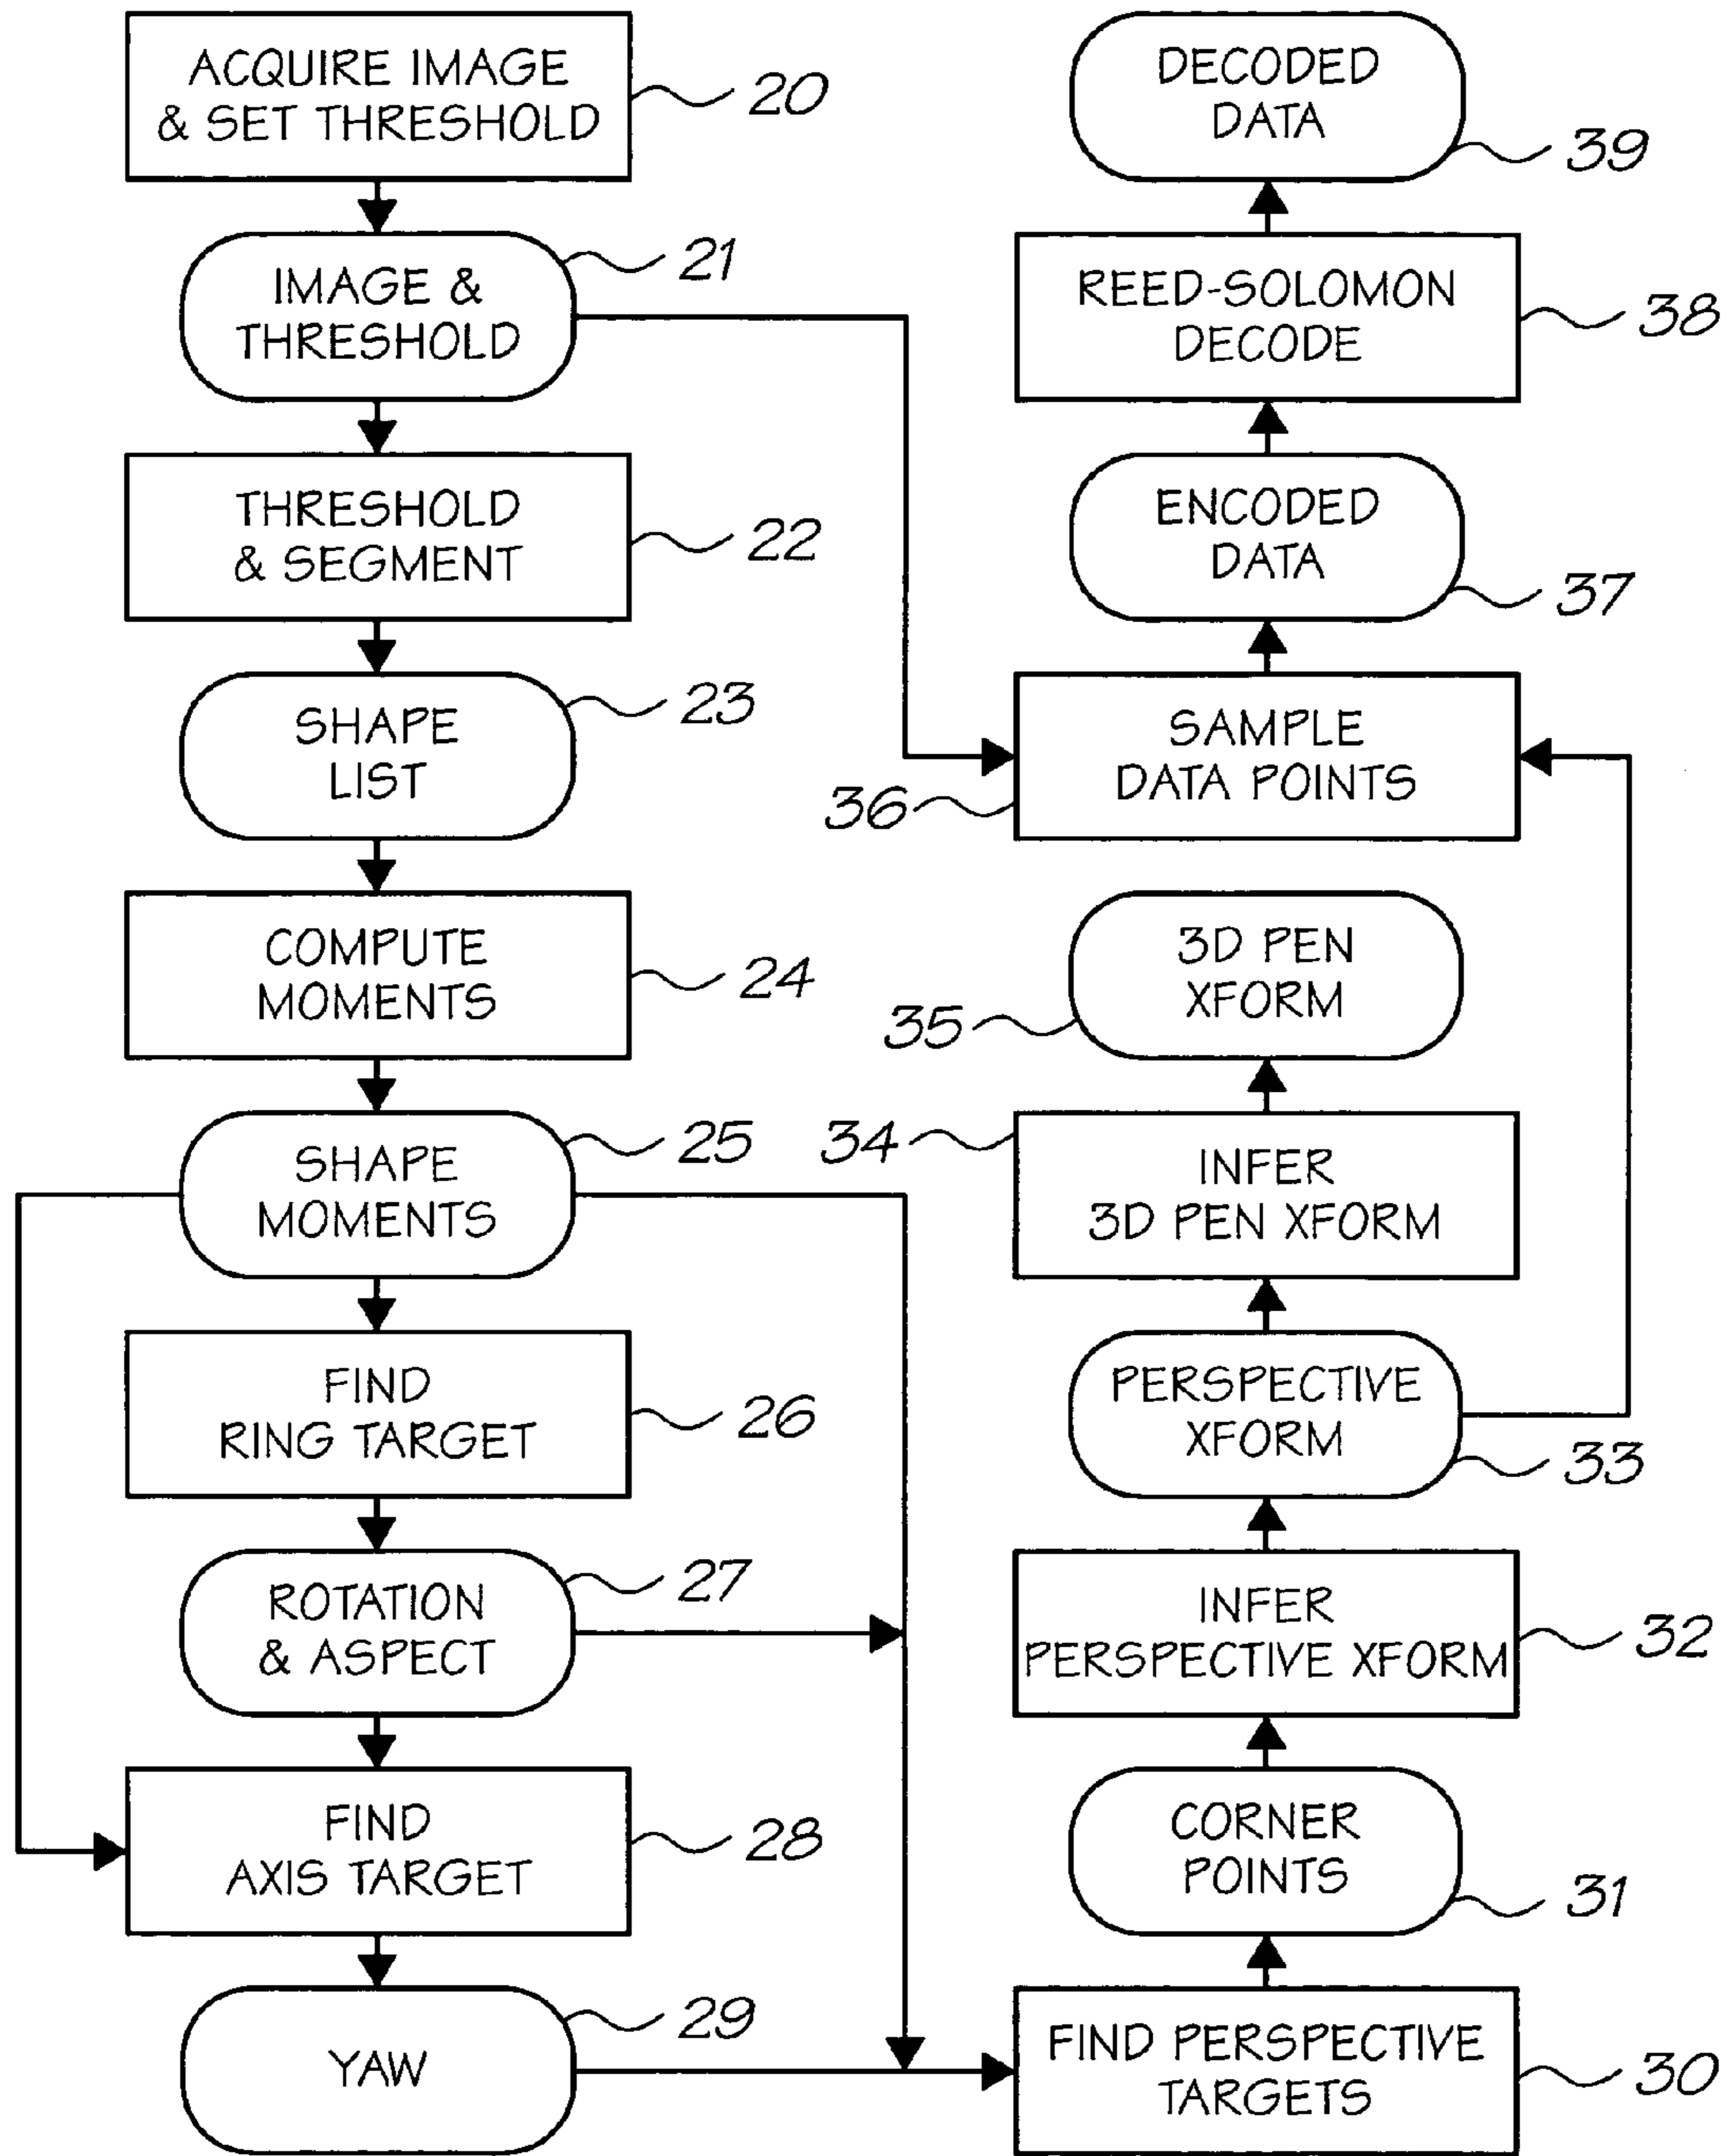 ACQUIRE IMAGE
& SET THRESHOLD
20
IMAGE &
THRESHOLD
21
THRESHOLD
& SEGMENT
22
SHAPE
LIST
23
COMPUTE
MOMENTS
24
SHAPE
MOMENTS
25
FIND
RING TARGET
26
ROTATION
& ASPECT
27
FIND
AXIS TARGET
28
YAW
29
FIND PERSPECTIVE
TARGETS
30
CORNER
POINTS
31
INFER
PERSPECTIVE XFORM
32
PERSPECTIVE
XFORM
33
INFER
3D PEN XFORM
34
3D PEN
XFORM
35
SAMPLE
DATA POINTS
36
ENCODED
DATA
37
REED-SOLOMON
DECODE
38
DECODED
DATA
39